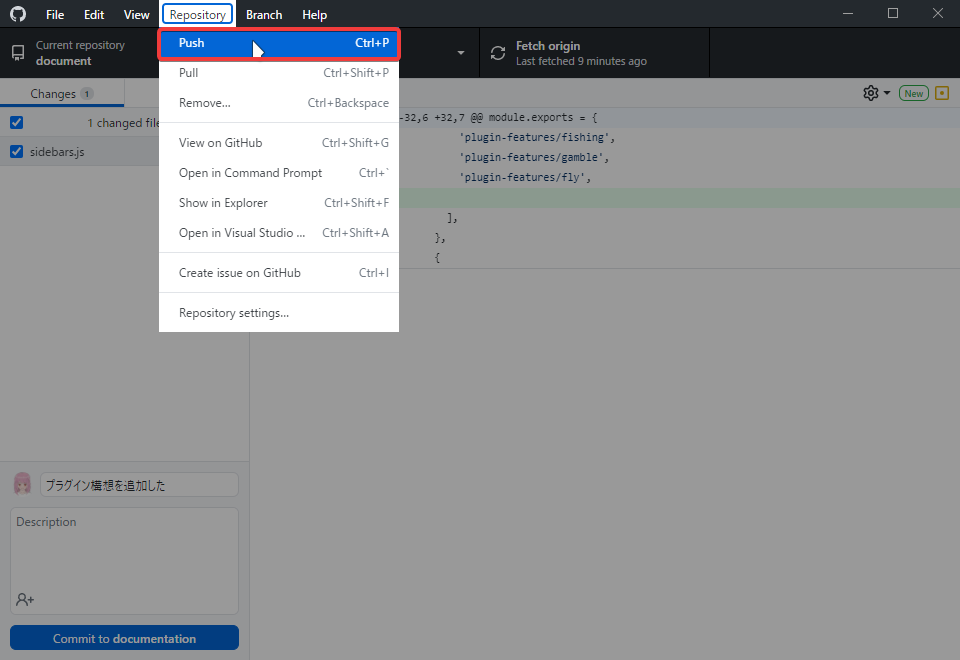 File Edit View Repository Branch Help
Current repository
document
Fetch origin
Last fetched 9 minutes ago
Push Ctrl+P
Pull Ctrl+Shift+P
Remove... Ctrl+Backspace
View on GitHub Ctrl+Shift+G
Open in Command Prompt Ctrl+`
Show in Explorer Ctrl+Shift+F
Open in Visual Studio ... Ctrl+Shift+A
Create issue on GitHub Ctrl+I
Repository settings...
Changes 1
New
1 changed file
sidebars.js
-32,6 +32,7 @@ module.exports = {
'plugin-features/fishing',
'plugin-features/gamble',
'plugin-features/fly',
],
},
{
プラグイン構想を追加した
Description
Commit to documentation